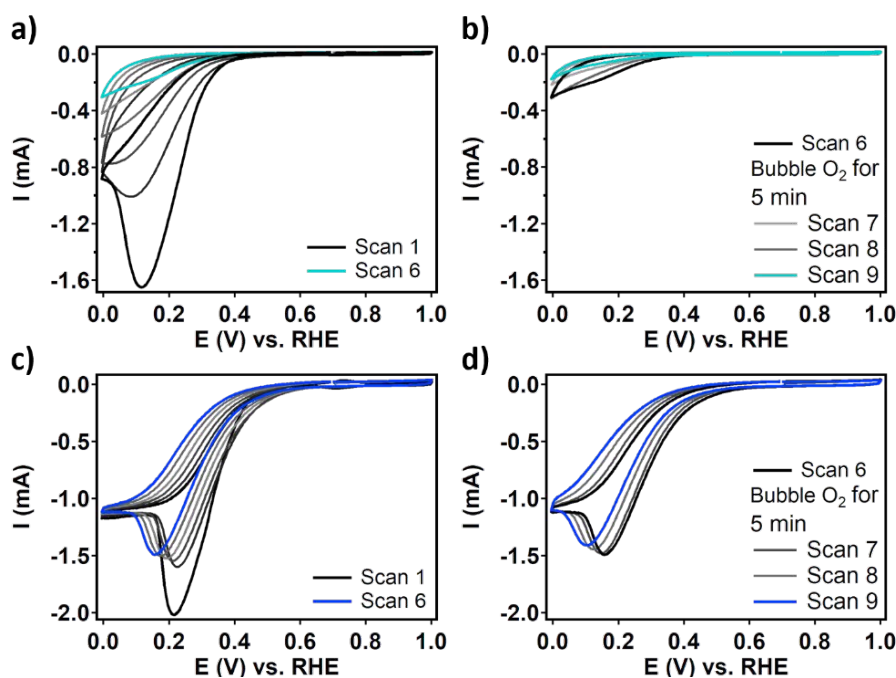 a)
0.0
-0.4
-0.8
-1.2
-1.6
I (mA)
Scan 1
Scan 6
0.0 0.2 0.4 0.6 0.8 1.0
E (V) vs. RHE
b)
0.0
-0.4
-0.8
-1.2
-1.6
I (mA)
Scan 6
Bubble O₂ for
5 min
Scan 7
Scan 8
Scan 9
0.0 0.2 0.4 0.6 0.8 1.0
E (V) vs. RHE
c)
0.0
-0.5
-1.0
-1.5
-2.0
I (mA)
Scan 1
Scan 6
0.0 0.2 0.4 0.6 0.8 1.0
E (V) vs. RHE
d)
0.0
-0.5
-1.0
-1.5
-2.0
I (mA)
Scan 6
Bubble O₂ for
5 min
Scan 7
Scan 8
Scan 9
0.0 0.2 0.4 0.6 0.8 1.0
E (V) vs. RHE